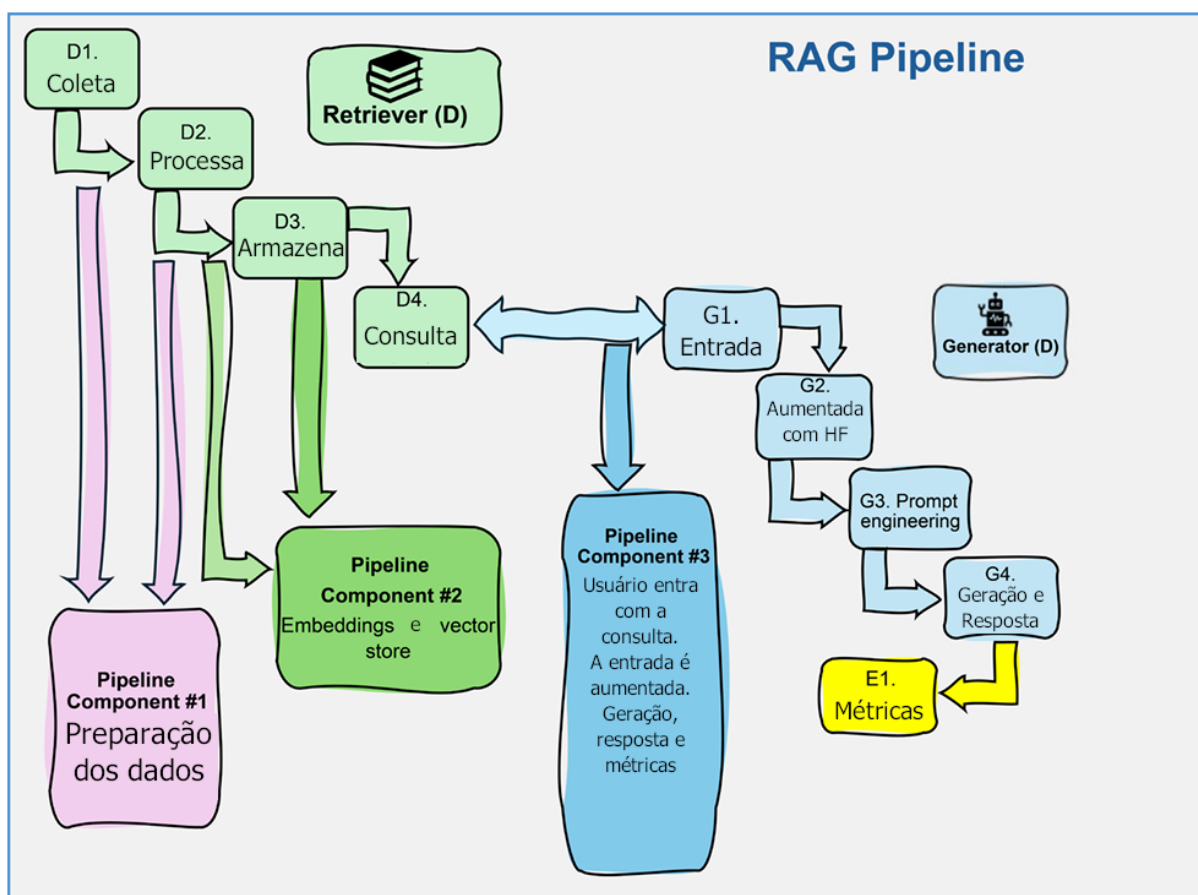 RAG Pipeline
D1.
Coleta
Retriever (D)
D2.
Processa
D3.
Armazena
D4.
Consulta
G1.
Entrada
Generator (D)
G2.
Aumentada
com HF
G3. Prompt
engineering
G4.
Geração e
Resposta
E1.
Métricas
Pipeline
Component #1
Preparação
dos dados
Pipeline
Component #2
Embeddings e vector
store
Pipeline
Component #3
Usuário entra
com a
consulta.
A entrada é
aumentada.
Geração,
resposta e
métricas